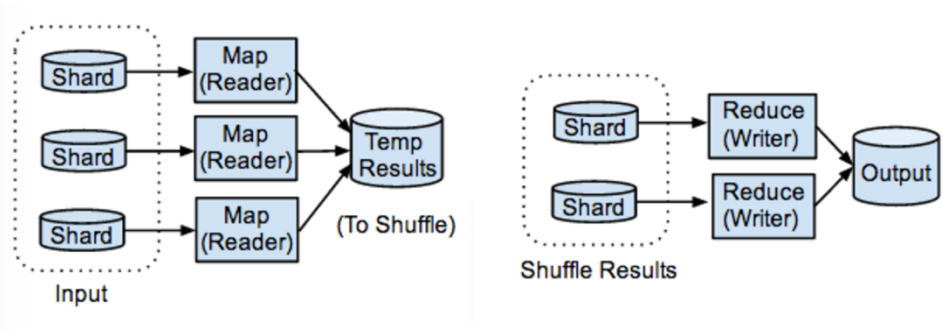 Shard
Map
(Reader)
Shard
Map
(Reader)
Shard
Map
(Reader)
Input
Temp
Results
(To Shuffle)
Shard
Reduce
(Writer)
Shard
Reduce
(Writer)
Shuffle Results
Output